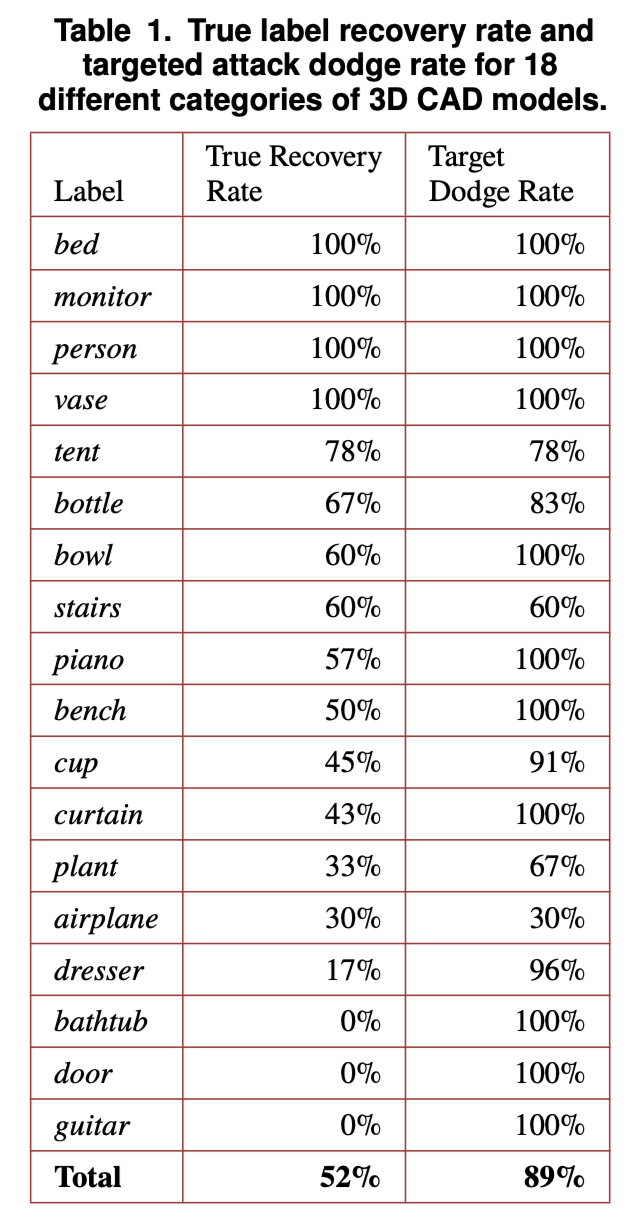 Table 1. True label recovery rate and
targeted attack dodge rate for 18
different categories of 3D CAD models.
Label True Recovery Rate Target Dodge Rate
bed 100% 100%
monitor 100% 100%
person 100% 100%
vase 100% 100%
tent 78% 78%
bottle 67% 83%
bowl 60% 100%
stairs 60% 60%
piano 57% 100%
bench 50% 100%
cup 45% 91%
curtain 43% 100%
plant 33% 67%
airplane 30% 30%
dresser 17% 96%
bathtub 0% 100%
door 0% 100%
guitar 0% 100%
Total 52% 89%